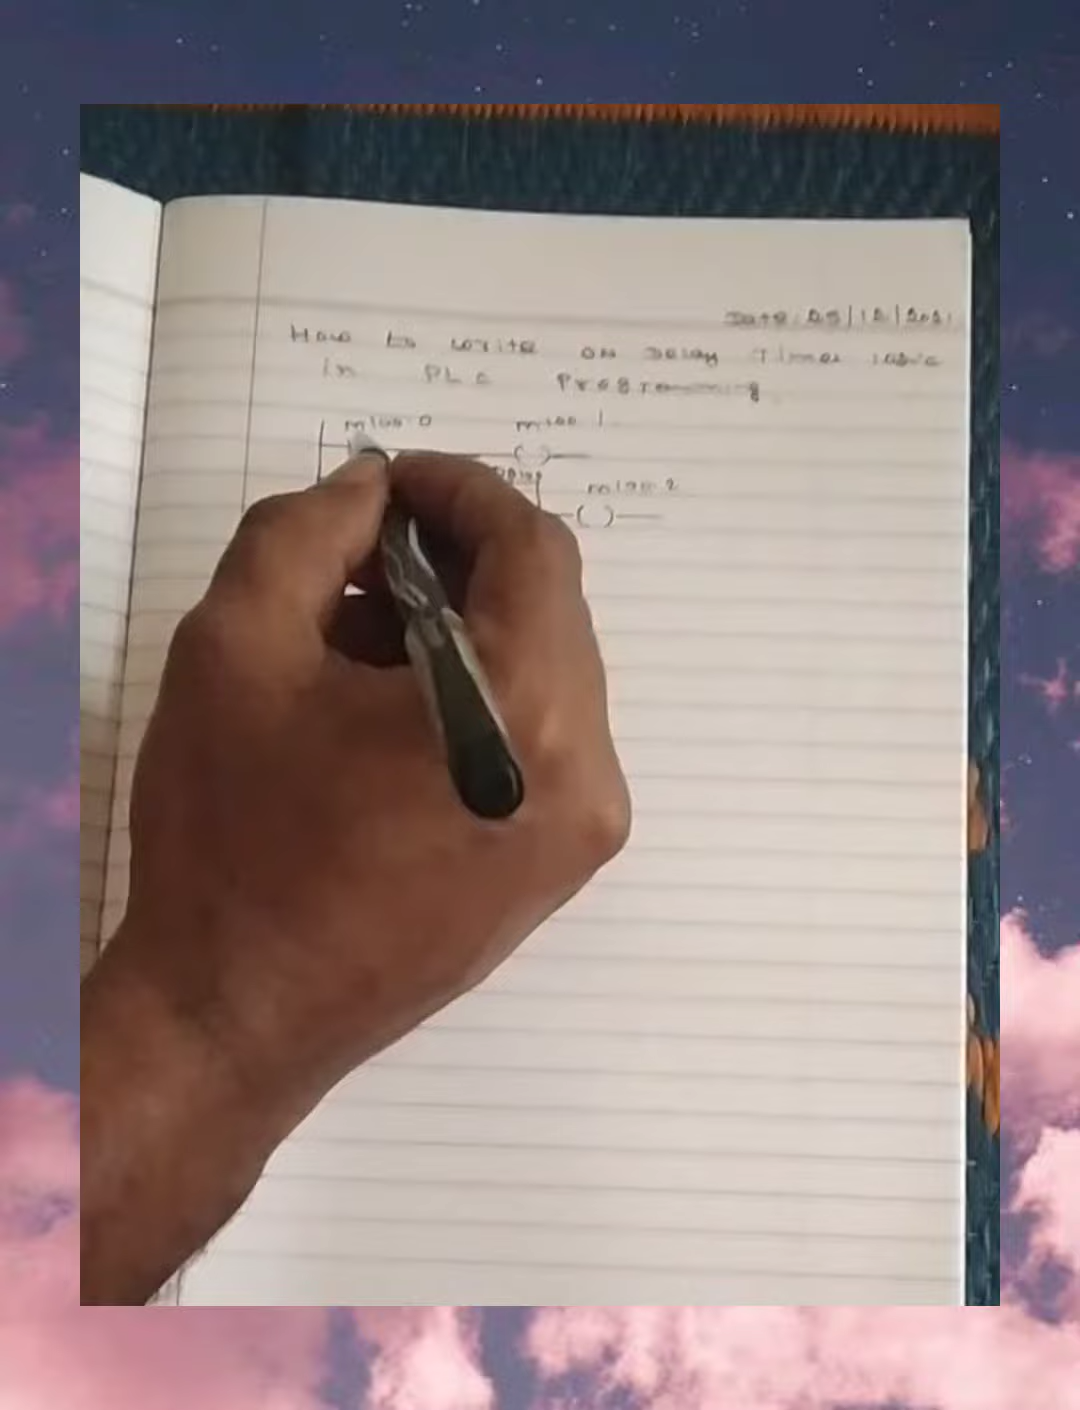 Date: 25/12/2021
How to write on Delay Timer Logic
in PLC Programming
m100.0 m100.1
m100.2